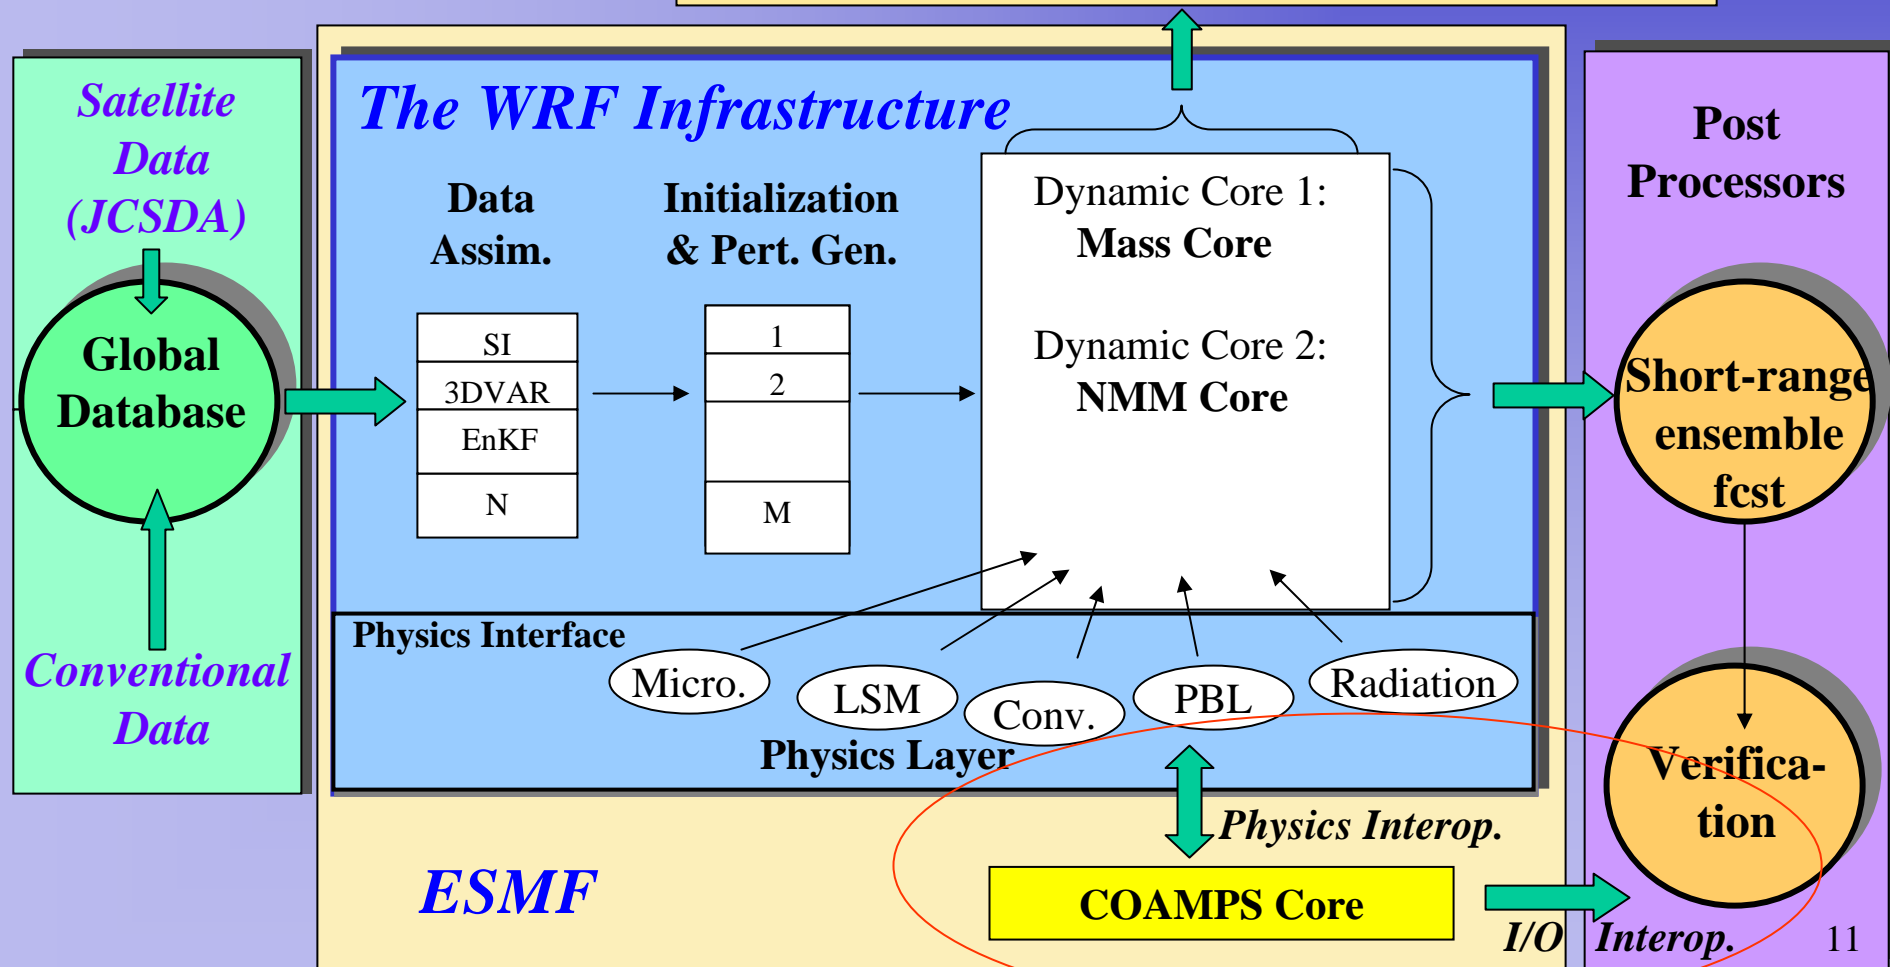 Satellite
Data
(JCSDA)
Global
Database
Conventional
Data
The WRF Infrastructure
Data
Assim.
SI
3DVAR
EnKF
N
Initialization
& Pert. Gen.
1
2
M
Dynamic Core 1:
Mass Core
Dynamic Core 2:
NMM Core
Physics Interface
Micro.
LSM
Conv.
PBL
Radiation
Physics Layer
Physics Interop.
ESMF
COAMPS Core
I/O Interop.
Post
Processors
Short-range
ensemble
fcst
Verifica-
tion
11